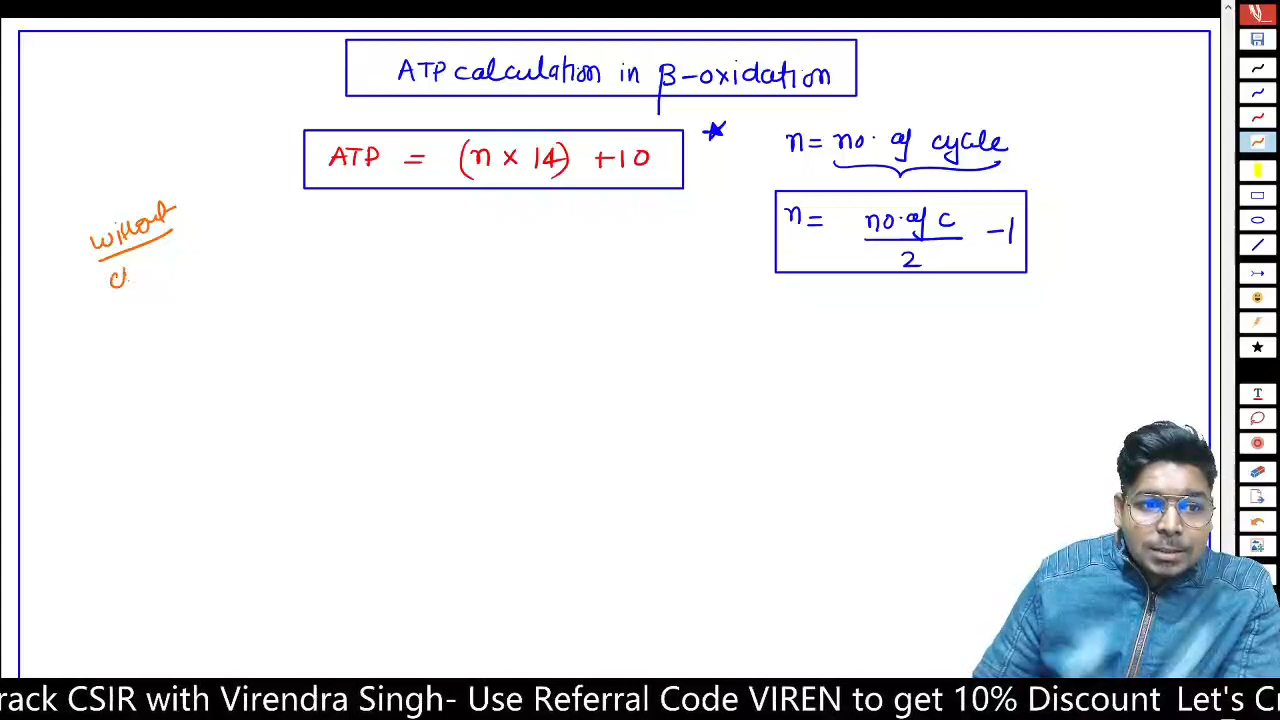 ATP calculation in β-oxidation
ATP = (n × 14) + 10
n = no. of cycle
n = no. of C / 2 - 1
without
rack CSIR with Virendra Singh- Use Referral Code VIREN to get 10% Discount Let's C
T